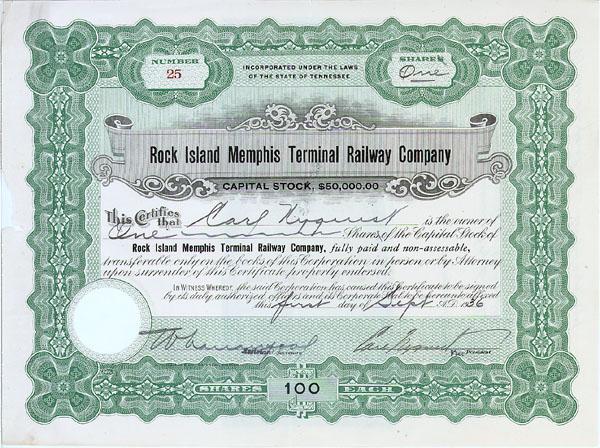 NUMBER
25
INCORPORATED UNDER THE LAWS
OF THE STATE OF TENNESSEE
SHARES
One
Rock Island Memphis Terminal Railway Company
CAPITAL STOCK, $50,000.00
This Certifies that Carl Nyquist is the owner of
One Shares of the Capital Stock of
Rock Island Memphis Terminal Railway Company, fully paid and non-assessable,
transferable only on the books of this Corporation in person or by Attorney
upon surrender of this Certificate properly endorsed.
IN WITNESS WHEREOF, the said Corporation has caused this Certificate to be signed
by its duly authorized officers and its Corporate Seal to be hereunto affixed
this first day of Sept A.D. 1936
Carl Nyquist
Secretary
Vice President
SHARES 100 EACH